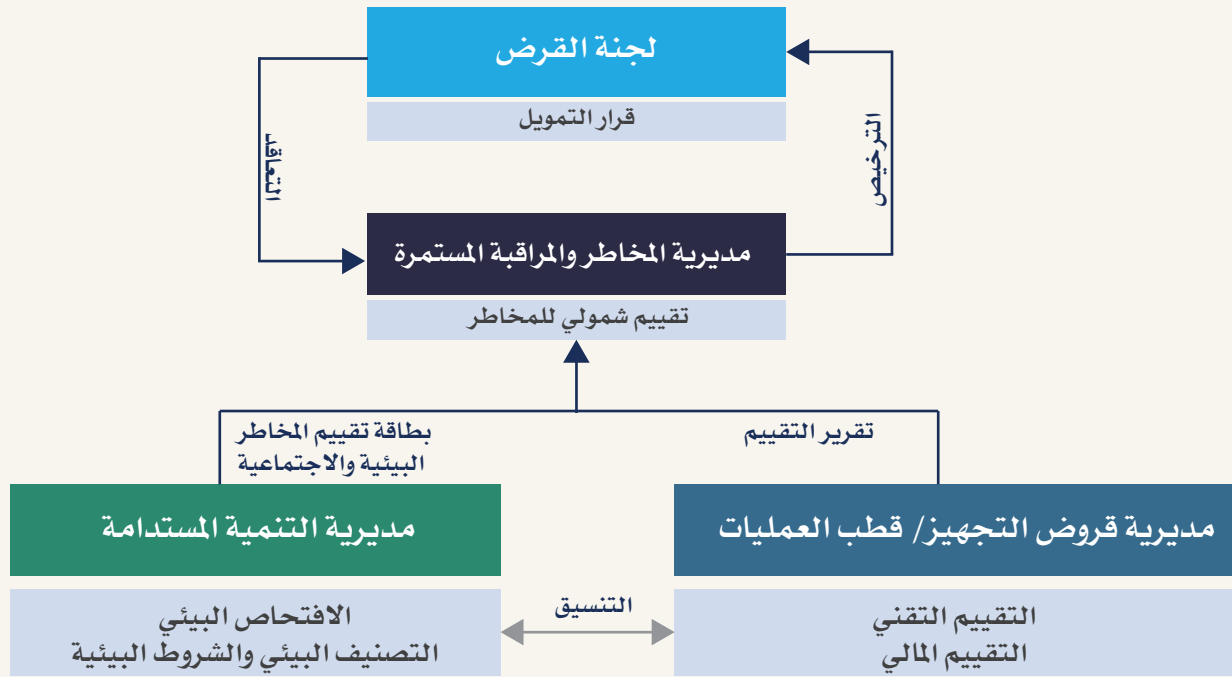 لجنة القرض
قرار التمويل
الترخيص
التعاقد
مديرية المخاطر والمراقبة المستمرة
تقييم شمولي للمخاطر
تقرير التقييم
بطاقة تقييم المخاطر
البيئية والاجتماعية
مديرية قروض التجهيز/ قطب العمليات
التقييم التقني
التقييم المالي
التنسيق
مديرية التنمية المستدامة
الافتحاص البيئي
التصنيف البيئي والشروط البيئية